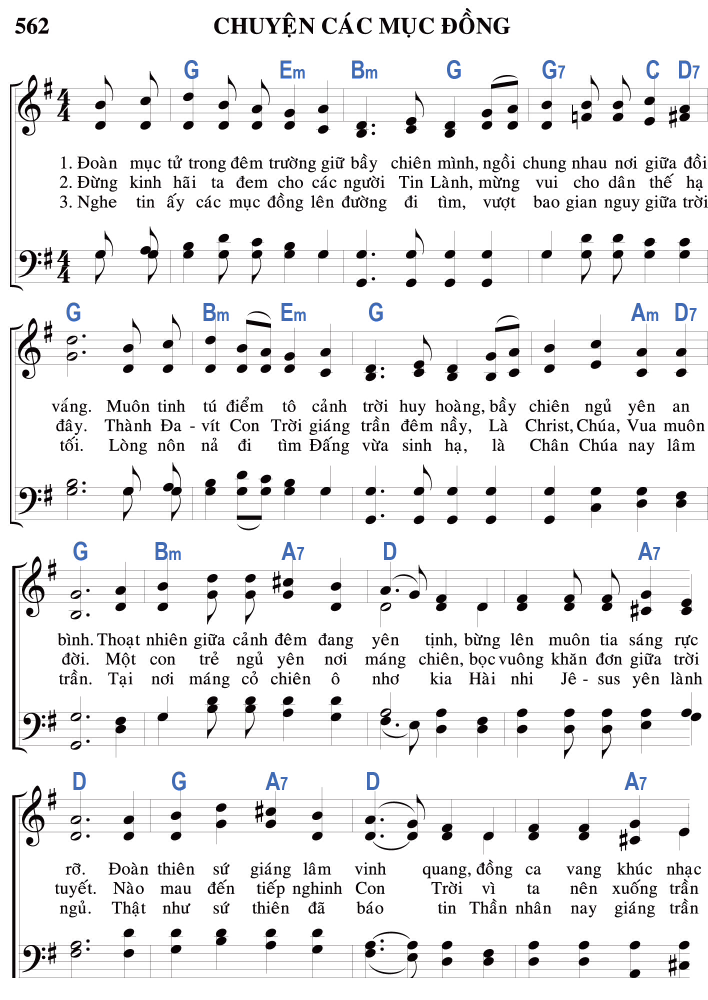 562 CHUYỆN CÁC MỤC ĐỒNG
G Em Bm G G7 C D7
1. Đoàn mục tử trong đêm trường giữ bầy chiên mình, ngồi chung nhau nơi giữa đồi
2. Đừng kinh hãi ta đem cho các người Tin Lành, mừng vui cho dân thế hạ
3. Nghe tin ấy các mục đồng lên đường đi tìm, vượt bao gian nguy giữa trời
G Bm Em G Am D7
váng. Muôn tinh tú điểm tô cảnh trời huy hoàng, bầy chiên ngủ yên an
đây. Thành Đa - vít Con Trời giáng trần đêm nầy, Là Christ, Chúa, Vua muôn
tối. Lòng nôn nả đi tìm Đấng vừa sinh hạ, là Chân Chúa nay lâm
G Bm A7 D A7
bình. Thoạt nhiên giữa cảnh đêm đang yên tịnh, bừng lên muôn tia sáng rực
đời. Một con trẻ ngủ yên nơi máng chiên, bọc vuông khăn đơn giữa trời
trần. Tại nơi máng cỏ chiên ô nhơ kia Hài nhi Jê - sus yên lành
D G A7 D A7
rỡ. Đoàn thiên sứ giáng lâm vinh quang, đồng ca vang khúc nhạc
tuyết. Nào mau đến tiếp nghinh Con Trời vì ta nên xuống trần
ngủ. Thật như sứ thiên đã báo tin Thần nhân nay giáng trần